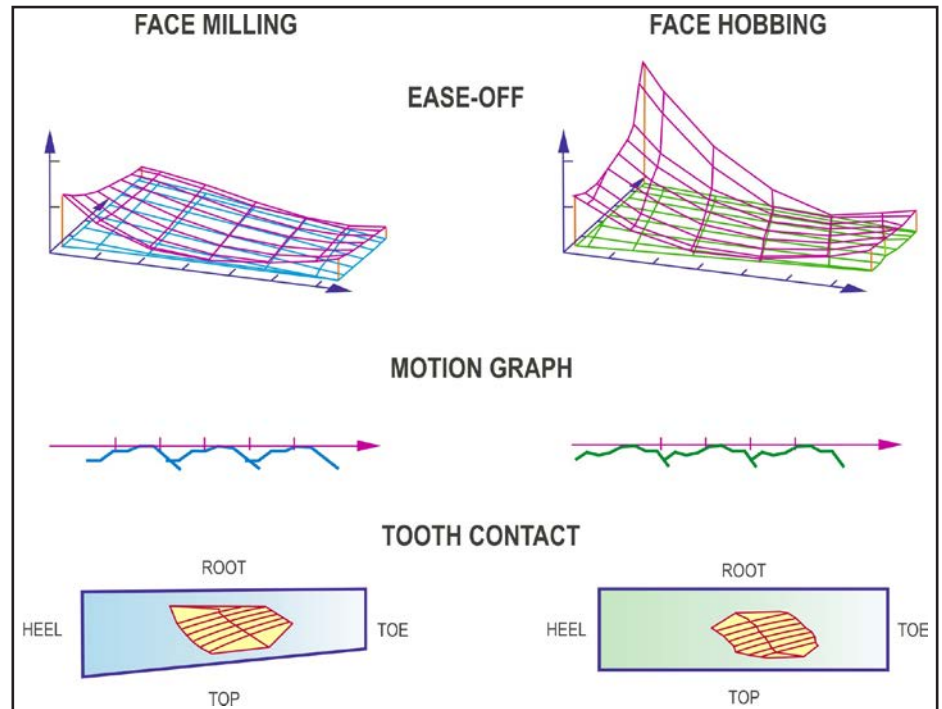 FACE MILLING
FACE HOBBING
EASE-OFF
MOTION GRAPH
TOOTH CONTACT
ROOT
HEEL
TOE
TOP
ROOT
HEEL
TOE
TOP